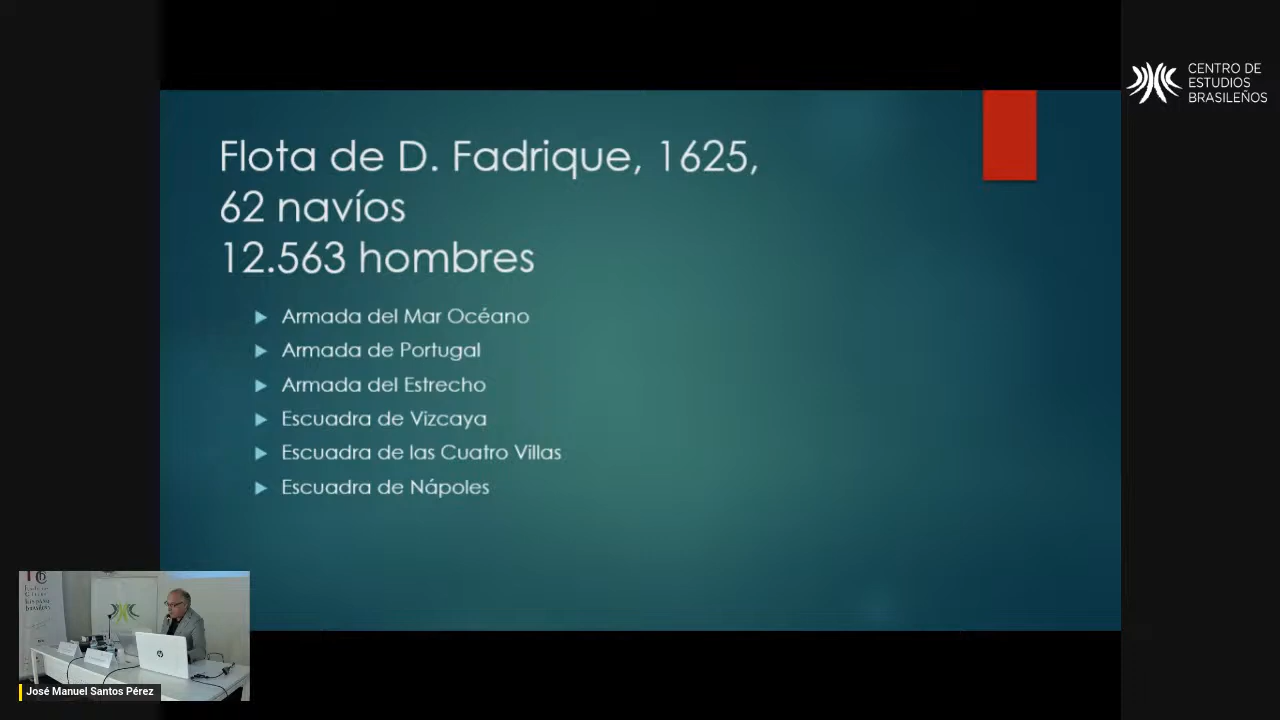 CENTRO DE
ESTUDIOS
BRASILEÑOS
Flota de D. Fadrique, 1625,
62 navíos
12.563 hombres
Armada del Mar Océano
Armada de Portugal
Armada del Estrecho
Escuadra de Vizcaya
Escuadra de las Cuatro Villas
Escuadra de Nápoles
José Manuel Santos Pérez